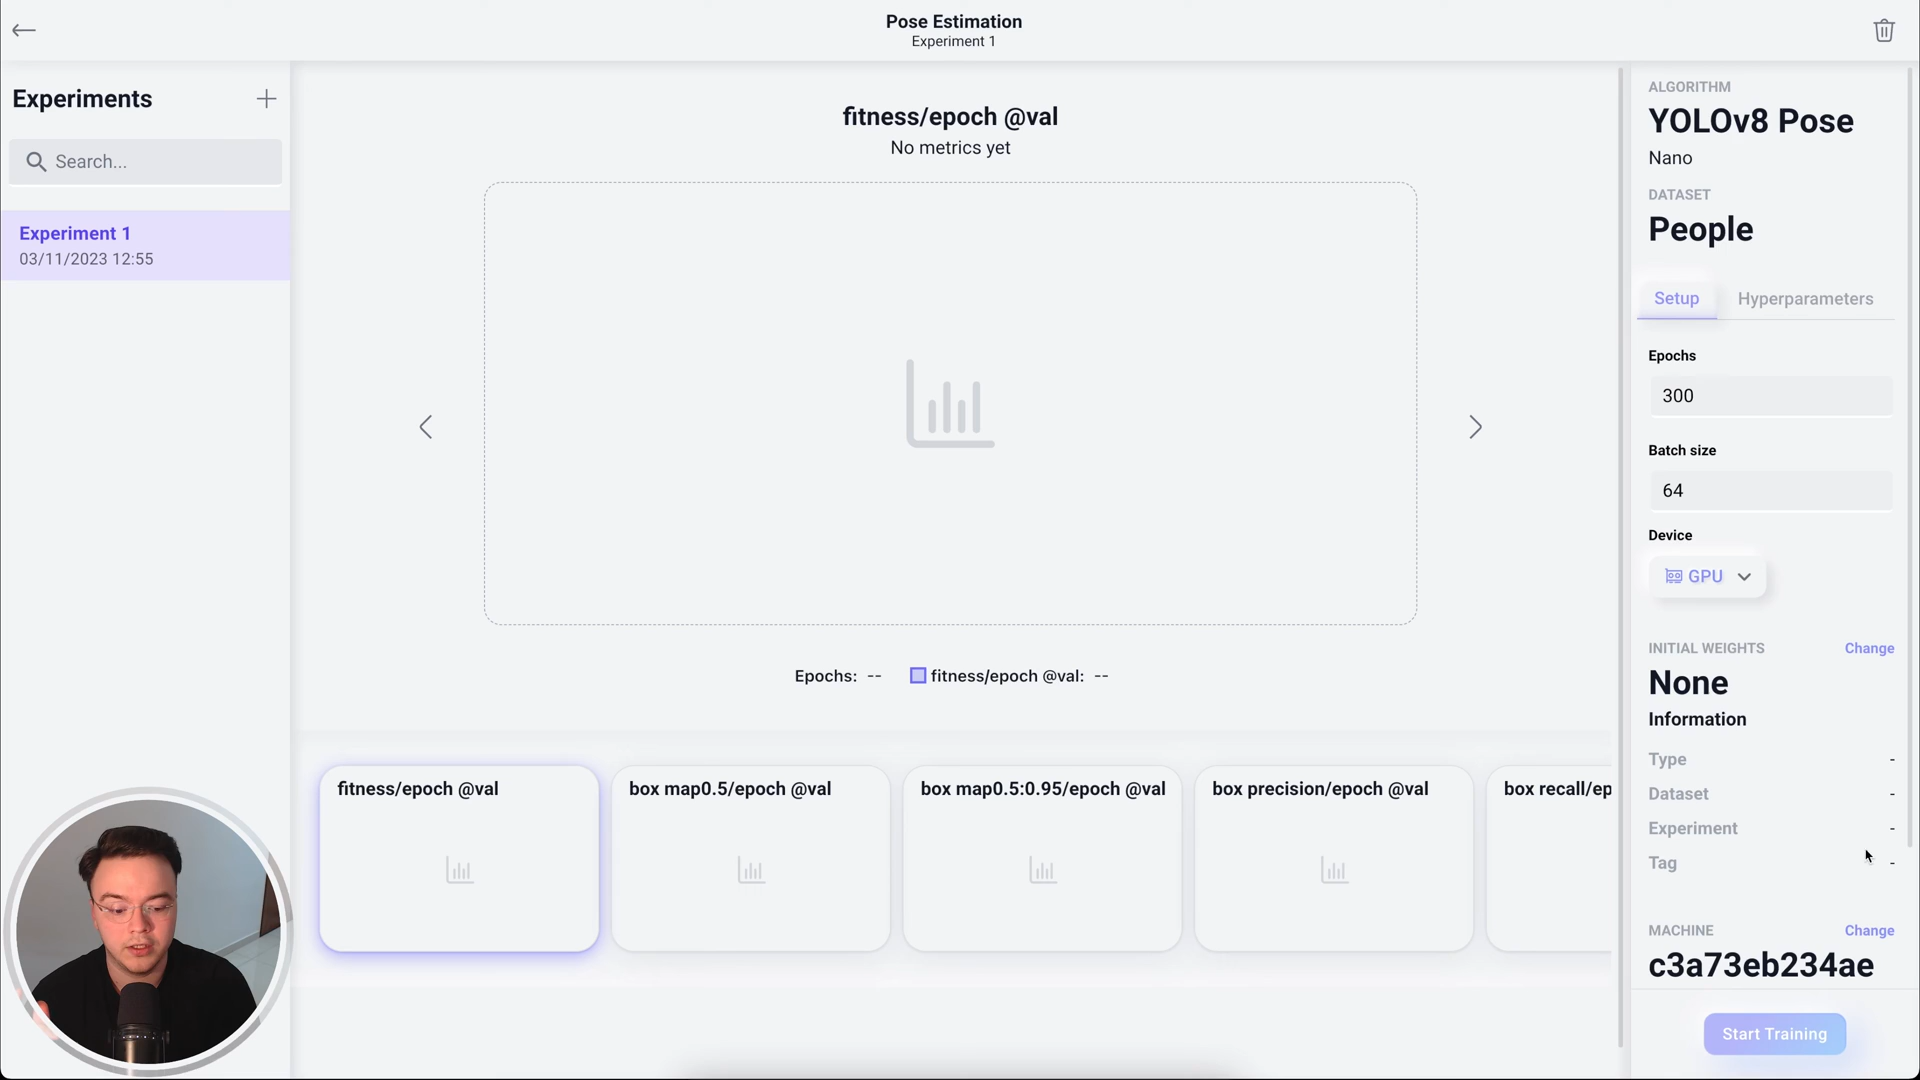 Pose Estimation
Experiment 1
Experiments
Search...
Experiment 1
03/11/2023 12:55
fitness/epoch @val
No metrics yet
Epochs: -- fitness/epoch @val: --
fitness/epoch @val
box map0.5/epoch @val
box map0.5:0.95/epoch @val
box precision/epoch @val
box recall/ep
ALGORITHM
YOLOv8 Pose
Nano
DATASET
People
Setup Hyperparameters
Epochs
300
Batch size
64
Device
GPU
INITIAL WEIGHTS Change
None
Information
Type -
Dataset -
Experiment -
Tag -
MACHINE Change
c3a73eb234ae
Start Training